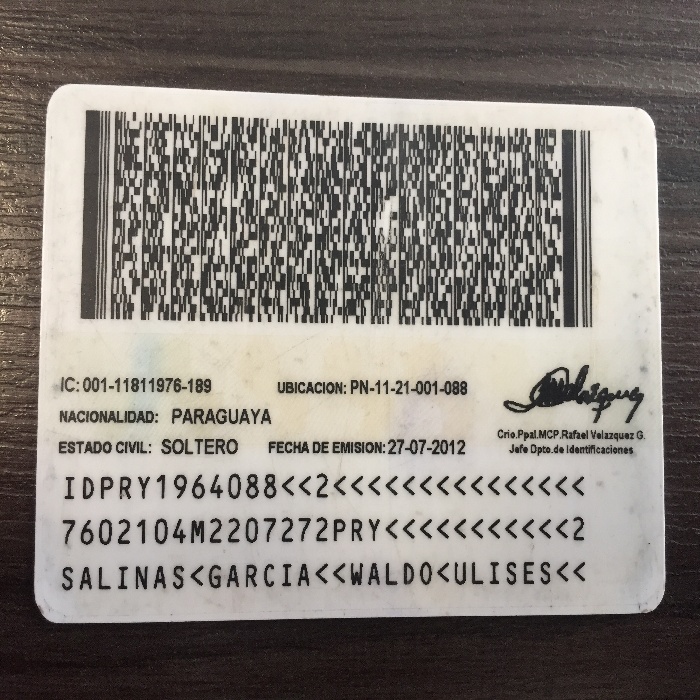 IC: 001-11811976-189
UBICACION: PN-11-21-001-088
NACIONALIDAD: PARAGUAYA
ESTADO CIVIL: SOLTERO
FECHA DE EMISION: 27-07-2012
Crio.Ppal.MCP.Rafael Velazquez G.
Jefe Dpto.de Identificaciones
IDPRY1964088<<2<<<<<<<<<<<<<<<
7602104M2207272PRY<<<<<<<<<<<2
SALINAS<GARCIA<<WALDO<ULISES<<